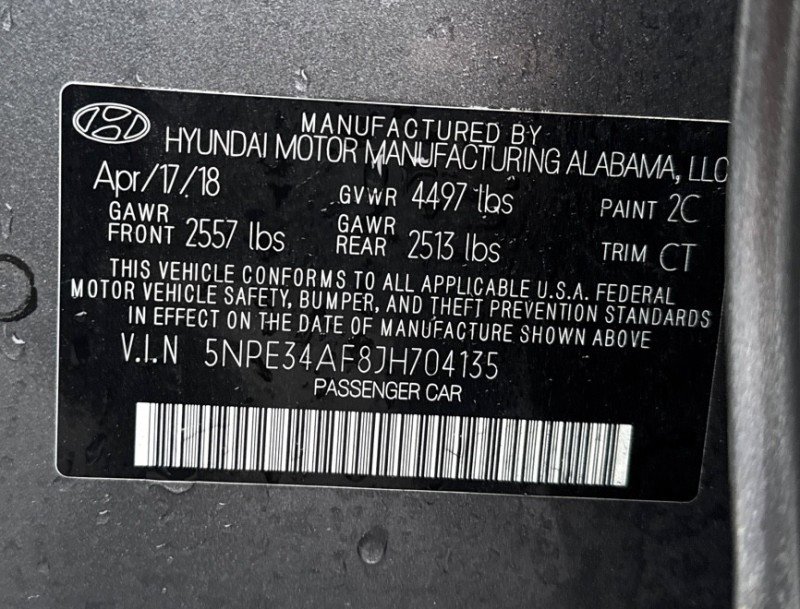 MANUFACTURED BY
HYUNDAI MOTOR MANUFACTURING ALABAMA, LLC
Apr/17/18 GVWR 4497 lbs PAINT 2C
GAWR FRONT 2557 lbs GAWR REAR 2513 lbs TRIM CT
THIS VEHICLE CONFORMS TO ALL APPLICABLE U.S.A. FEDERAL
MOTOR VEHICLE SAFETY, BUMPER, AND THEFT PREVENTION STANDARDS
IN EFFECT ON THE DATE OF MANUFACTURE SHOWN ABOVE
V.I.N 5NPE34AF8JH704135
PASSENGER CAR